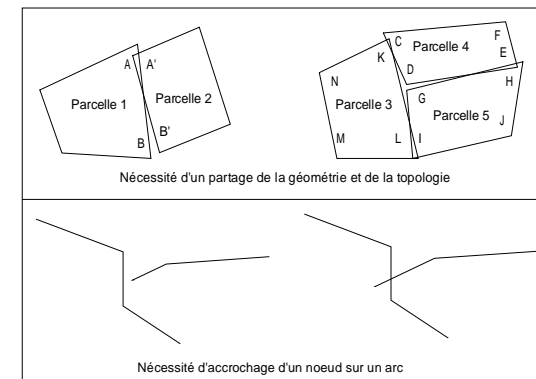 A A'
Parcelle 1
Parcelle 2
B'
B
C
F
Parcelle 4
E
K
D
H
N
G
Parcelle 3
Parcelle 5
J
M
L
I
Nécessité d'un partage de la géométrie et de la topologie
Nécessité d'accrochage d'un noeud sur un arc